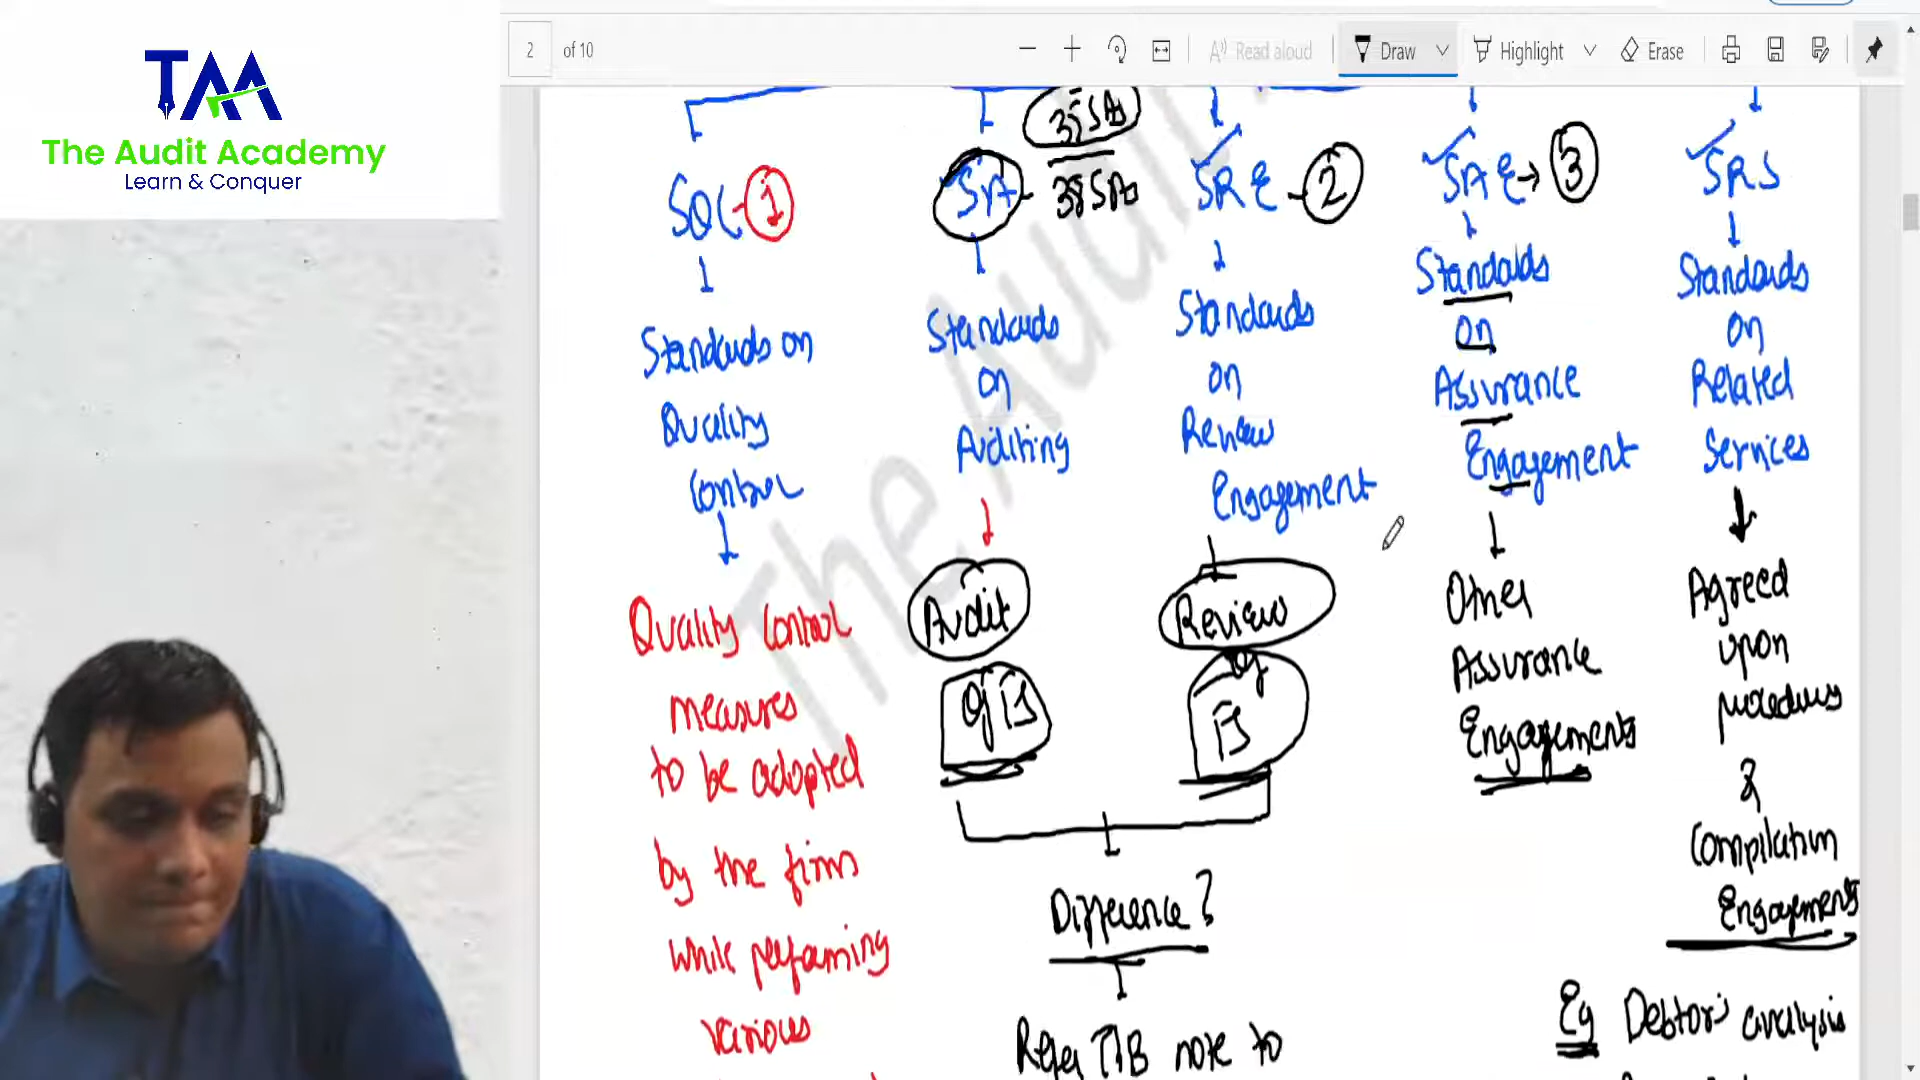 TAA
The Audit Academy
Learn & Conquer
2 of 10
Read aloud
Draw
Highlight
Erase
The Audit
35 SAs
38 SAs
SQC - 1
SA
SRE - 2
SAE → 3
SRS
Standards on
Quality
Control
Quality Control
measures
to be adopted
by the firms
while performing
various
Standards
on
Auditing
Audit
of FS
Standards
on
Review
Engagement
Review
of
FS
Difference?
Refer TAB note to
Standards
on
Assurance
Engagement
Other
Assurance
Engagements
Standards
on
Related
Services
Agreed
upon
procedures
&
Compilation
Engagements
Eg Debtor's analysis